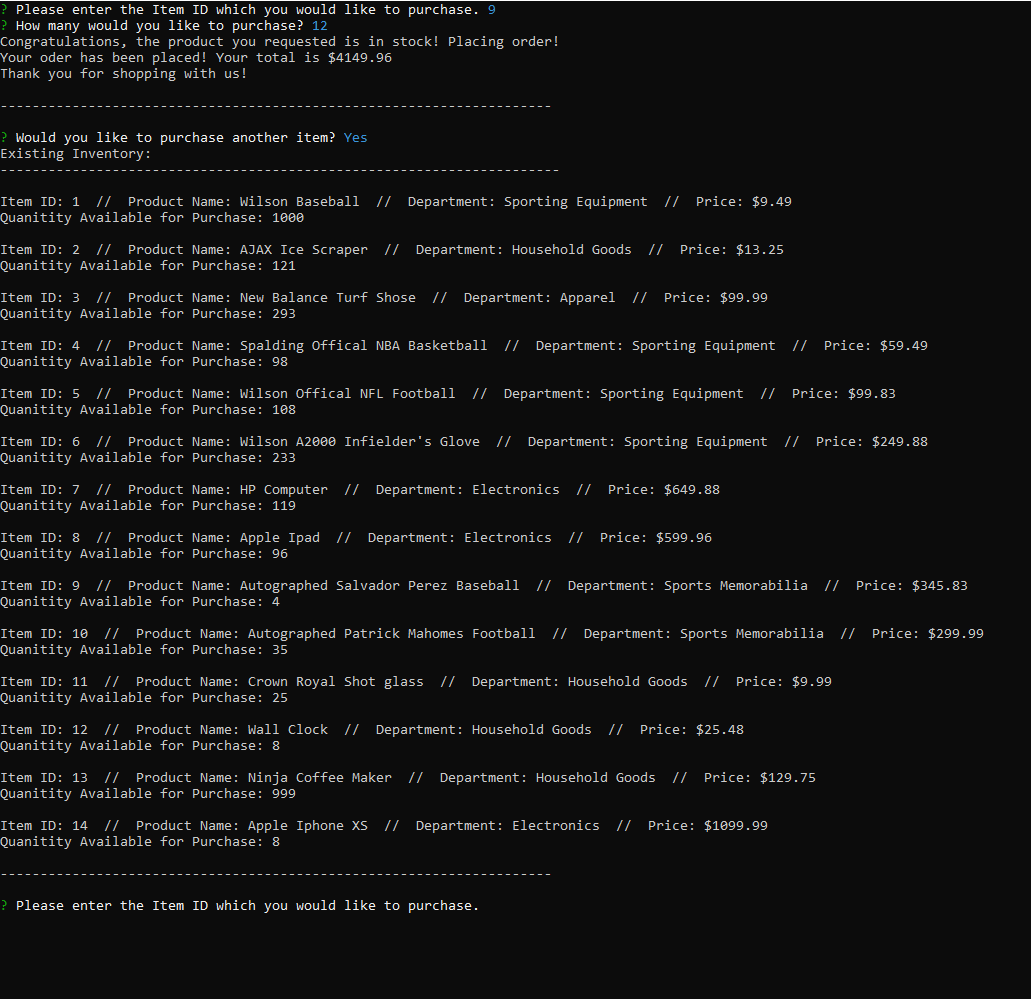 ? Please enter the Item ID which you would like to purchase. 9
? How many would you like to purchase? 12
Congratulations, the product you requested is in stock! Placing order!
Your oder has been placed! Your total is $4149.96
Thank you for shopping with us!
---------------------------------------------------------------------
? Would you like to purchase another item? Yes
Existing Inventory:
----------------------------------------------------------------------
Item ID: 1  //  Product Name: Wilson Baseball  //  Department: Sporting Equipment  //  Price: $9.49
Quanitity Available for Purchase: 1000
Item ID: 2  //  Product Name: AJAX Ice Scraper  //  Department: Household Goods  //  Price: $13.25
Quanitity Available for Purchase: 121
Item ID: 3  //  Product Name: New Balance Turf Shose  //  Department: Apparel  //  Price: $99.99
Quanitity Available for Purchase: 293
Item ID: 4  //  Product Name: Spalding Offical NBA Basketball  //  Department: Sporting Equipment  //  Price: $59.49
Quanitity Available for Purchase: 98
Item ID: 5  //  Product Name: Wilson Offical NFL Football  //  Department: Sporting Equipment  //  Price: $99.83
Quanitity Available for Purchase: 108
Item ID: 6  //  Product Name: Wilson A2000 Infielder's Glove  //  Department: Sporting Equipment  //  Price: $249.88
Quanitity Available for Purchase: 233
Item ID: 7  //  Product Name: HP Computer  //  Department: Electronics  //  Price: $649.88
Quanitity Available for Purchase: 119
Item ID: 8  //  Product Name: Apple Ipad  //  Department: Electronics  //  Price: $599.96
Quanitity Available for Purchase: 96
Item ID: 9  //  Product Name: Autographed Salvador Perez Baseball  //  Department: Sports Memorabilia  //  Price: $345.83
Quanitity Available for Purchase: 4
Item ID: 10  //  Product Name: Autographed Patrick Mahomes Football  //  Department: Sports Memorabilia  //  Price: $299.99
Quanitity Available for Purchase: 35
Item ID: 11  //  Product Name: Crown Royal Shot glass  //  Department: Household Goods  //  Price: $9.99
Quanitity Available for Purchase: 25
Item ID: 12  //  Product Name: Wall Clock  //  Department: Household Goods  //  Price: $25.48
Quanitity Available for Purchase: 8
Item ID: 13  //  Product Name: Ninja Coffee Maker  //  Department: Household Goods  //  Price: $129.75
Quanitity Available for Purchase: 999
Item ID: 14  //  Product Name: Apple Iphone XS  //  Department: Electronics  //  Price: $1099.99
Quanitity Available for Purchase: 8
---------------------------------------------------------------------
? Please enter the Item ID which you would like to purchase.